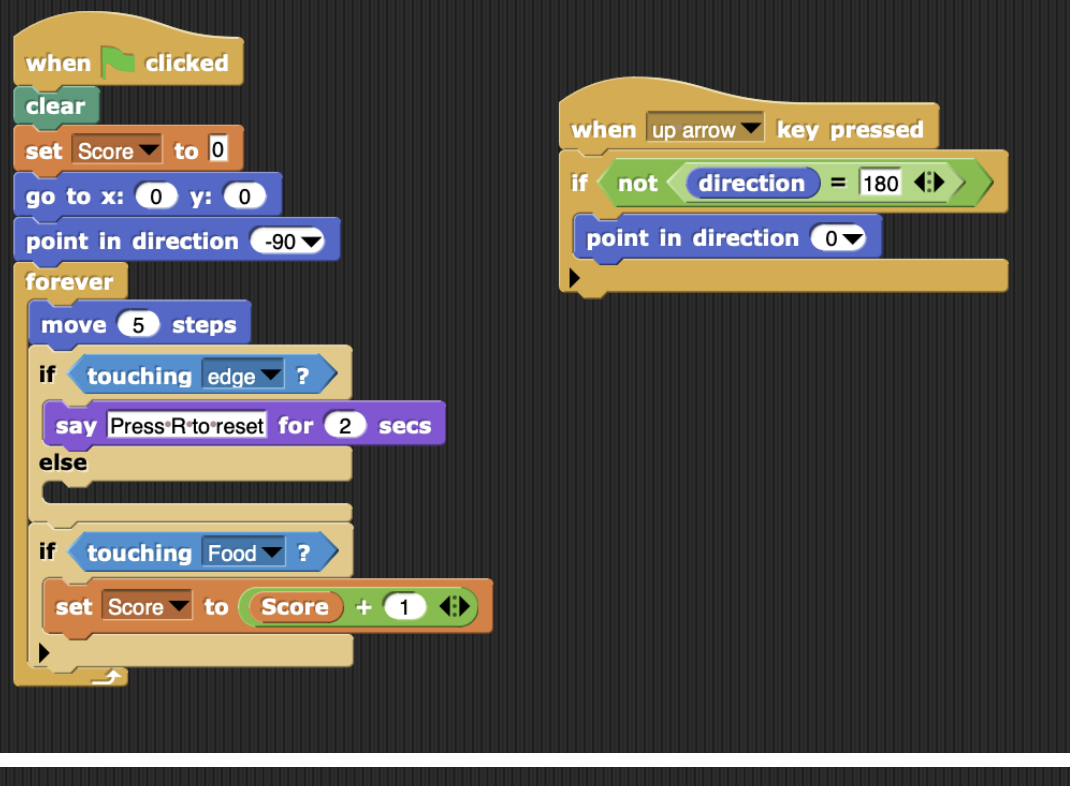 when clicked
clear
set Score to 0
go to x: 0 y: 0
point in direction -90
forever
move 5 steps
if touching edge ?
say Press•R•to•reset for 2 secs
else
if touching Food ?
set Score to Score + 1
when up arrow key pressed
if not direction = 180
point in direction 0